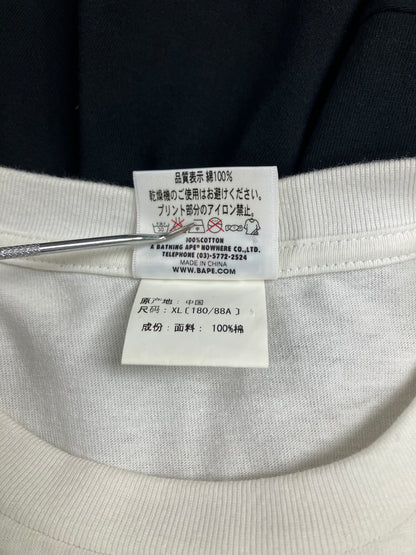 品質表示 綿100%
乾燥機のご使用はお避けください。
プリント部分のアイロン禁止。
100%COTTON
A BATHING APE® NOWHERE CO.,LTD.
TELEPHONE (03)-5772-2524
MADE IN CHINA
WWW.BAPE.COM
原产地: 中国
尺码: XL[180/88A]
成份: 面料: 100%棉